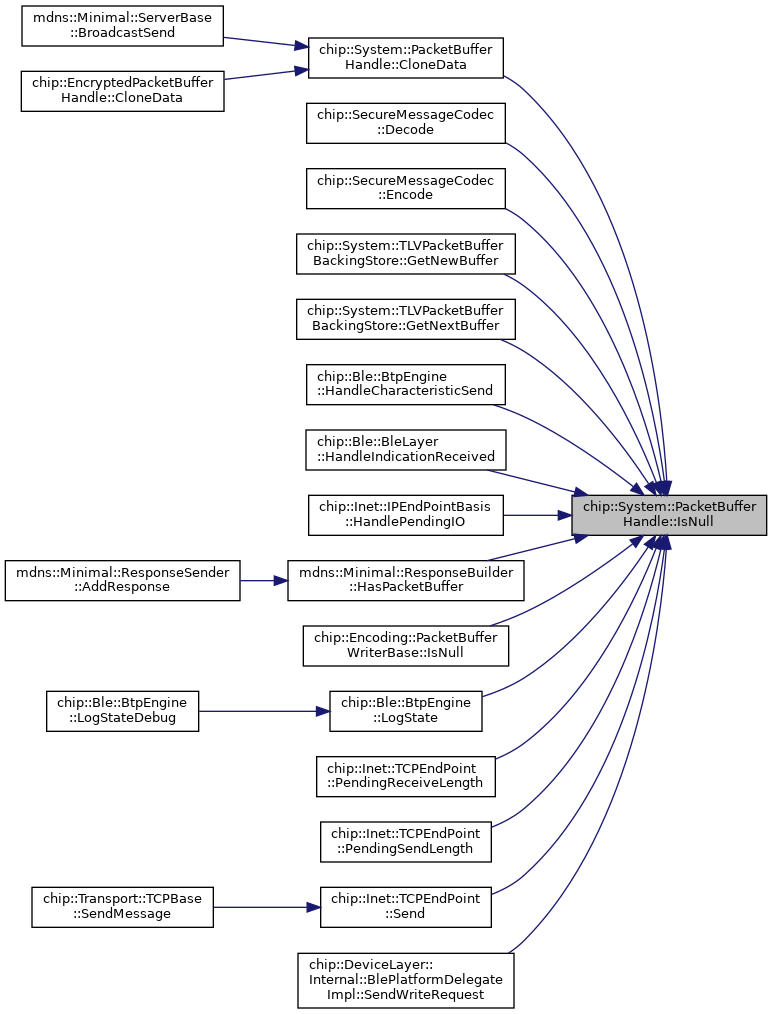 mdns::Minimal::ServerBase
::BroadcastSend
chip::EncryptedPacketBuffer
Handle::CloneData
chip::System::PacketBuffer
Handle::CloneData
chip::SecureMessageCodec
::Decode
chip::SecureMessageCodec
::Encode
chip::System::TLVPacketBuffer
BackingStore::GetNewBuffer
chip::System::TLVPacketBuffer
BackingStore::GetNextBuffer
chip::Ble::BtpEngine
::HandleCharacteristicSend
chip::Ble::BleLayer
::HandleIndicationReceived
chip::Inet::IPEndPointBasis
::HandlePendingIO
chip::System::PacketBuffer
Handle::IsNull
mdns::Minimal::ResponseSender
::AddResponse
mdns::Minimal::ResponseBuilder
::HasPacketBuffer
chip::Encoding::PacketBuffer
WriterBase::IsNull
chip::Ble::BtpEngine
::LogStateDebug
chip::Ble::BtpEngine
::LogState
chip::Inet::TCPEndPoint
::PendingReceiveLength
chip::Inet::TCPEndPoint
::PendingSendLength
chip::Transport::TCPBase
::SendMessage
chip::Inet::TCPEndPoint
::Send
chip::DeviceLayer::
Internal::BlePlatformDelegate
Impl::SendWriteRequest